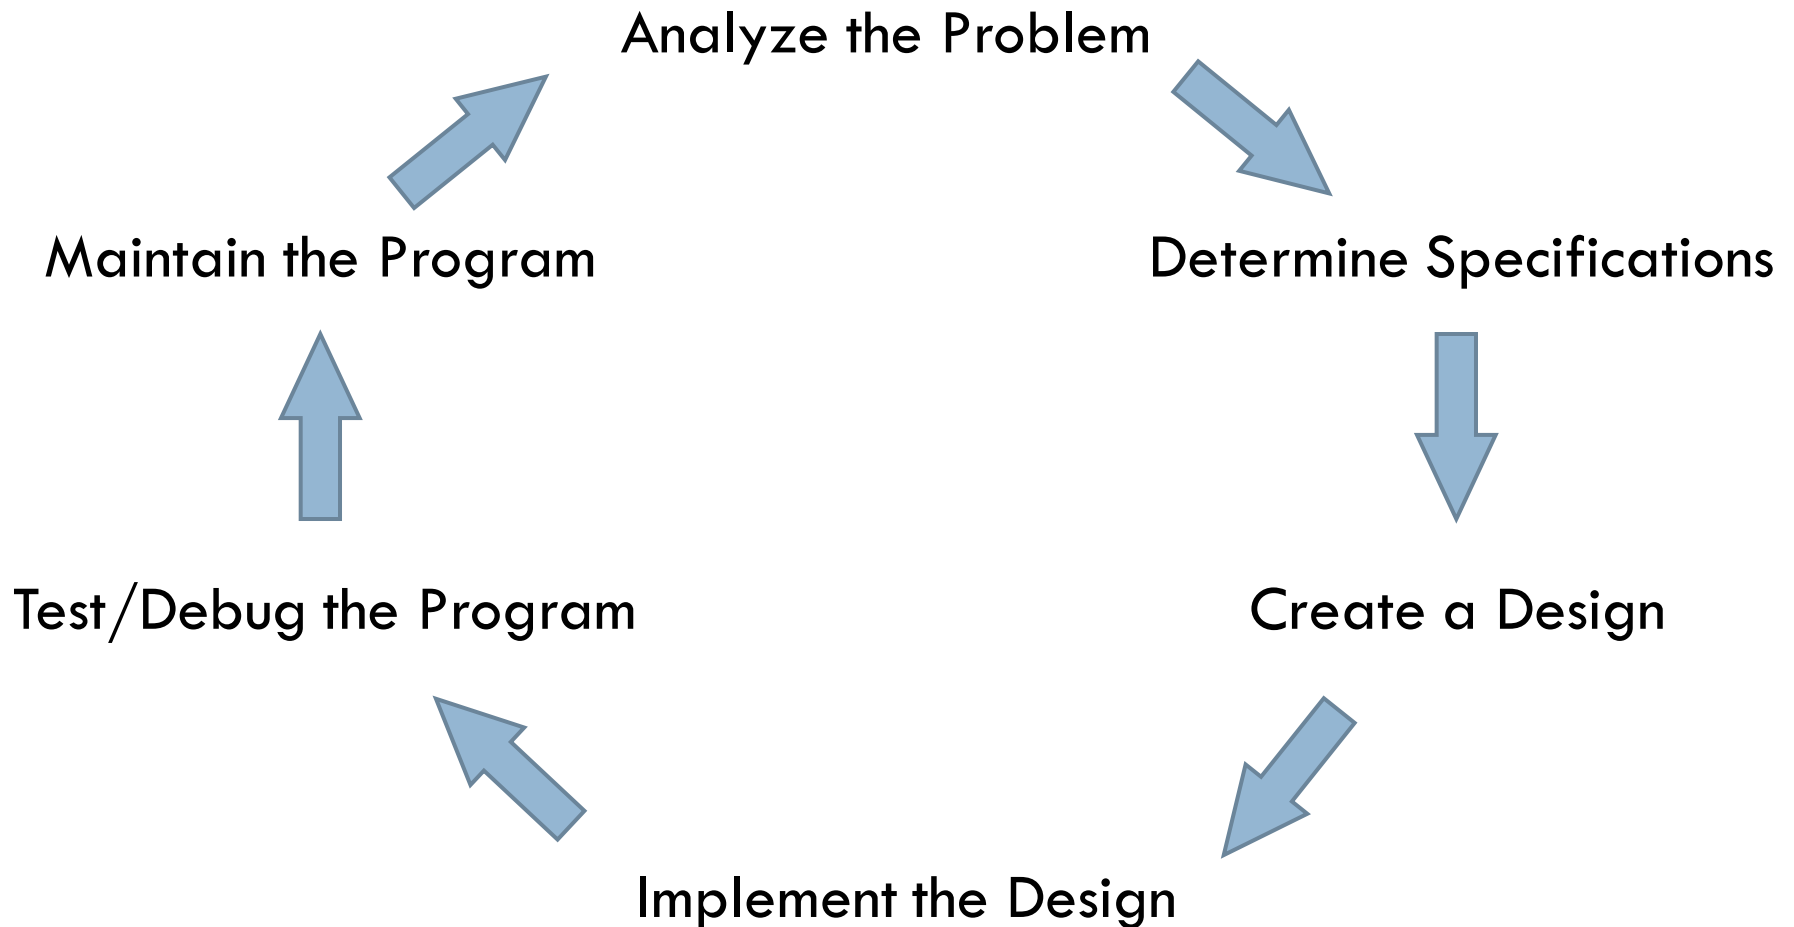 Analyze the Problem
Maintain the Program
Determine Specifications
Test/Debug the Program
Create a Design
Implement the Design